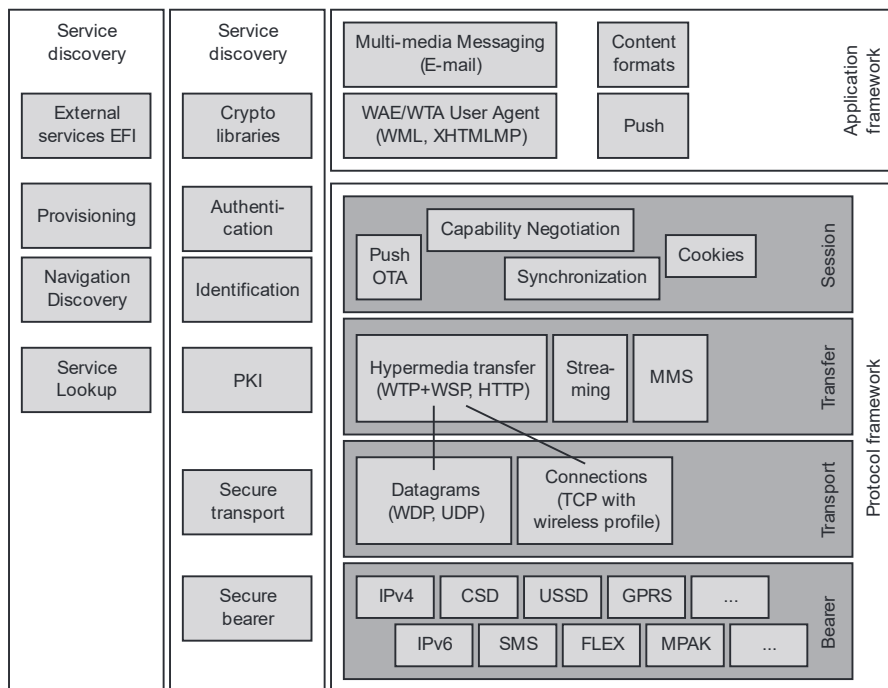 Service
discovery
External
services EFI
Provisioning
Navigation
Discovery
Service
Lookup
Service
discovery
Crypto
libraries
Authenti-
cation
Identification
PKI
Secure
transport
Secure
bearer
Multi-media Messaging
(E-mail)
Content
formats
WAE/WTA User Agent
(WML, XHTMLMP)
Push
Application
framework
Capability Negotiation
Push
OTA
Cookies
Synchronization
Session
Hypermedia transfer
(WTP+WSP, HTTP)
Strea-
ming
MMS
Transfer
Datagrams
(WDP, UDP)
Connections
(TCP with
wireless profile)
Transport
IPv4
CSD
USSD
GPRS
...
IPv6
SMS
FLEX
MPAK
...
Bearer
Protocol framework